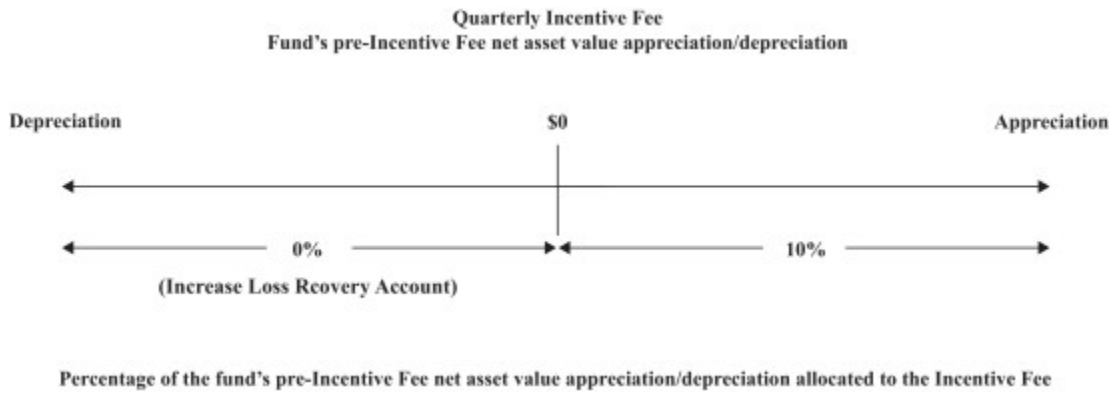 Quarterly Incentive Fee
Fund's pre-Incentive Fee net asset value appreciation/depreciation
Depreciation $0 Appreciation
0% 10%
(Increase Loss Rcovery Account)
Percentage of the fund's pre-Incentive Fee net asset value appreciation/depreciation allocated to the Incentive Fee